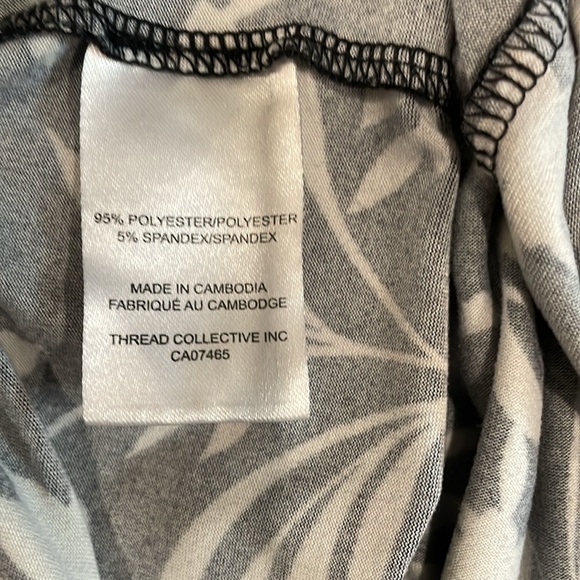 95% POLYESTER/POLYESTER
5% SPANDEX/SPANDEX
MADE IN CAMBODIA
FABRIQUÉ AU CAMBODGE
THREAD COLLECTIVE INC
CA07465